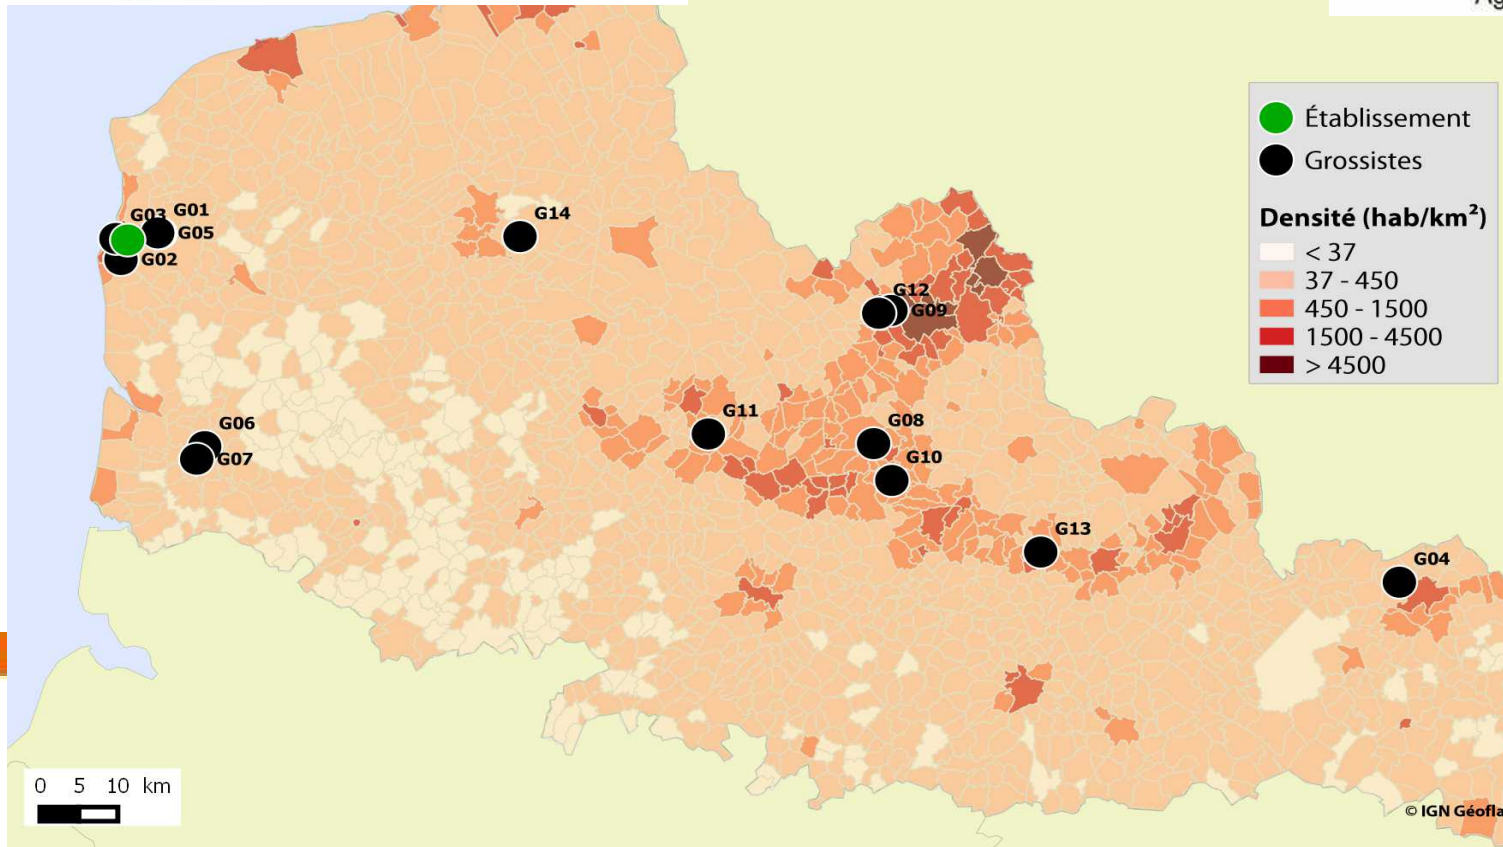 Établissement
Grossistes
Densité (hab/km²)
< 37
37 - 450
450 - 1500
1500 - 4500
> 4500
G03 G01
G05
G02
G14
G12
G09
G06
G07
G11
G08
G10
G13
G04
0 5 10 km
© IGN Géofla